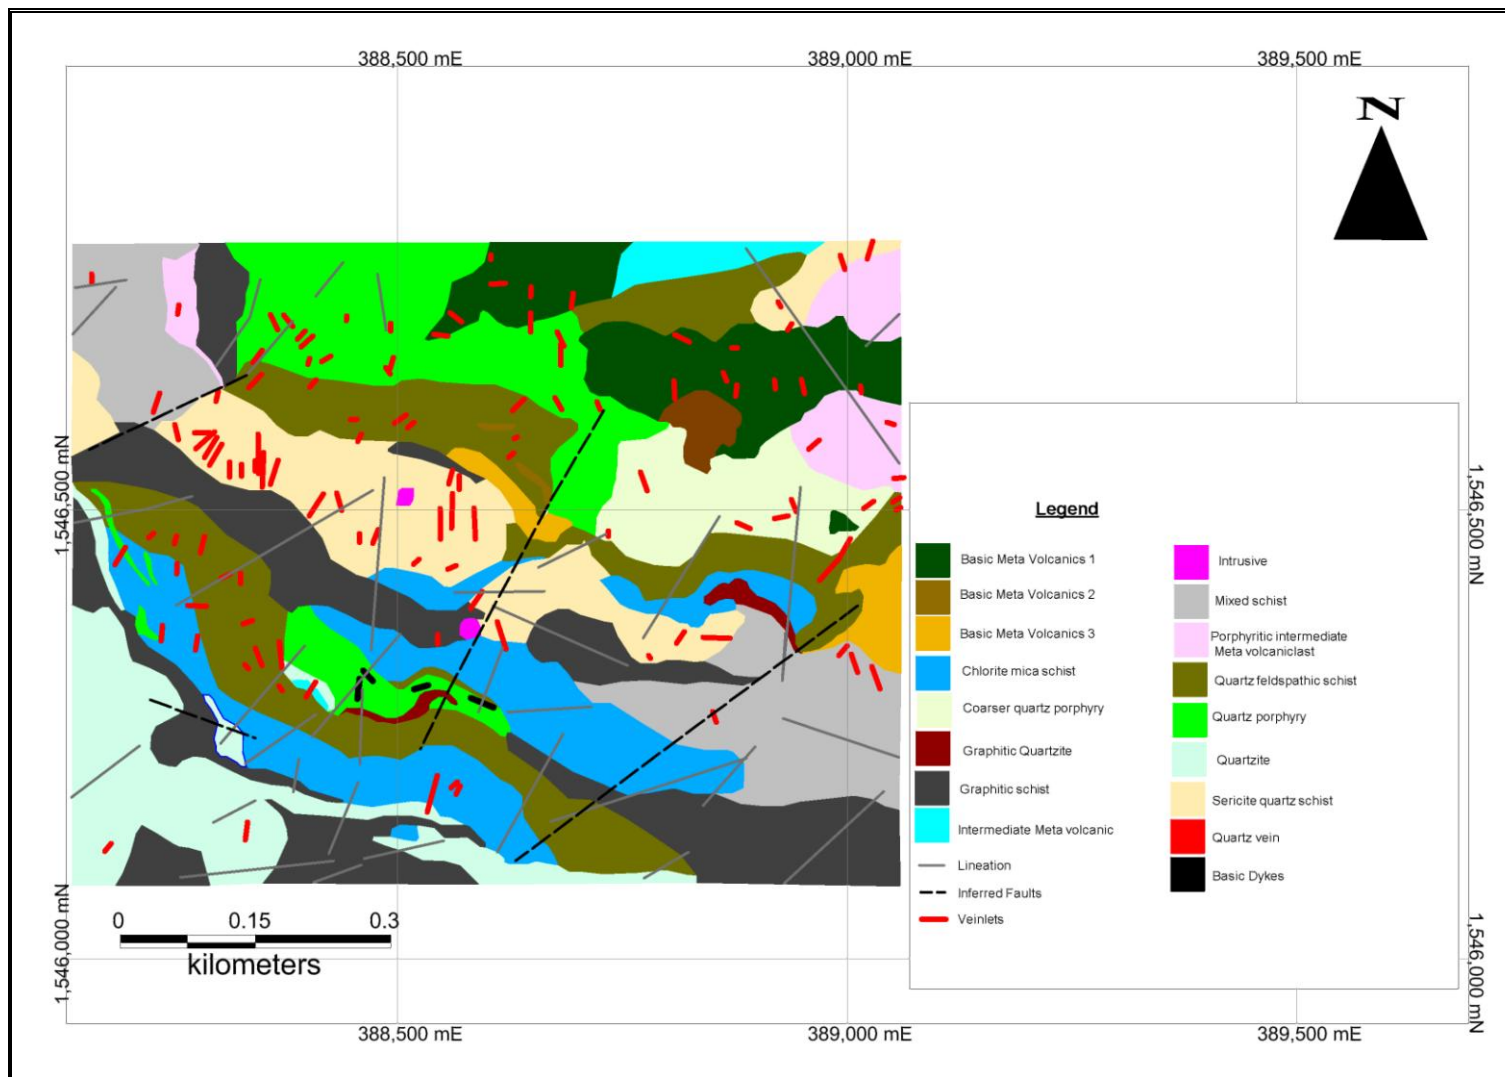 388,500 mE
389,000 mE
389,500 mE
N
1,546,500 mN
1,546,500 mN
Legend
Basic Meta Volcanics 1
Basic Meta Volcanics 2
Basic Meta Volcanics 3
Chlorite mica schist
Coarser quartz porphyry
Graphitic Quartzite
Graphitic schist
Intermediate Meta volcanic
Lineation
Inferred Faults
Veinlets
Intrusive
Mixed schist
Porphyritic intermediate
Meta volcaniclast
Quartz feldspathic schist
Quartz porphyry
Quartzite
Sericite quartz schist
Quartz vein
Basic Dykes
0 0.15 0.3
kilometers
1,546,000 mN
1,546,000 mN
388,500 mE
389,000 mE
389,500 mE